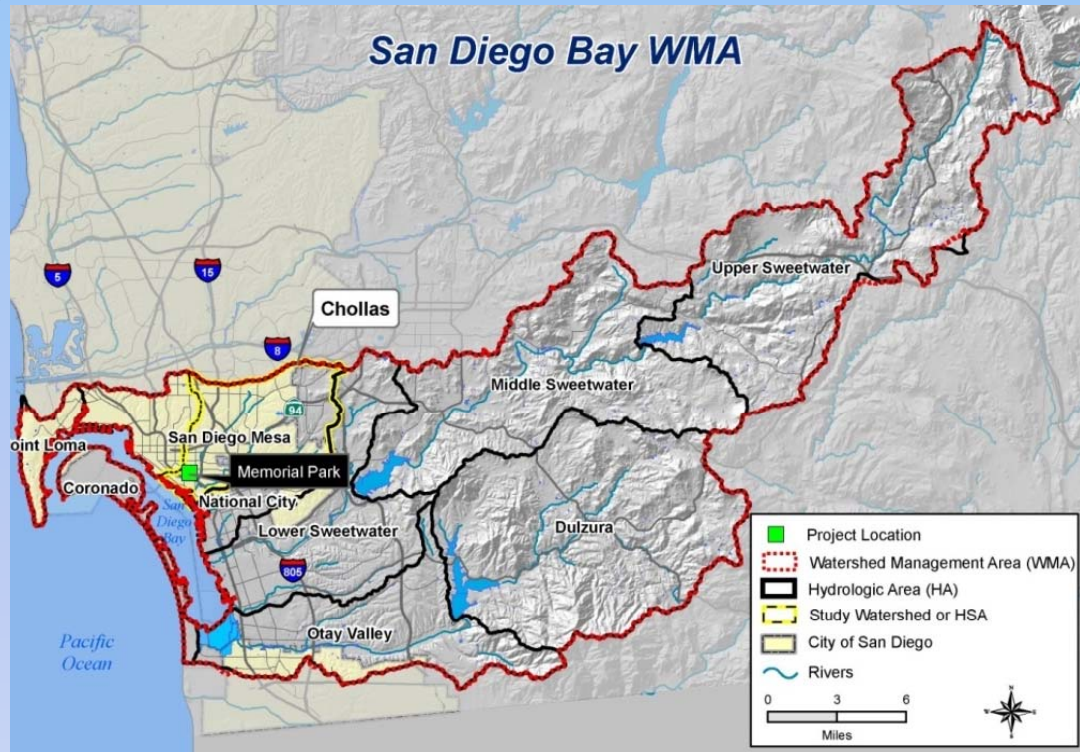 San Diego Bay WMA
5
15
Chollas
8
Upper Sweetwater
Middle Sweetwater
94
San Diego Mesa
oint Loma
Memorial Park
Coronado
National City
San
Diego
Bay
Lower Sweetwater
Dulzura
805
Otay Valley
Pacific
Ocean
Project Location
Watershed Management Area (WMA)
Hydrologic Area (HA)
Study Watershed or HSA
City of San Diego
Rivers
0 3 6
Miles
N
W E
S